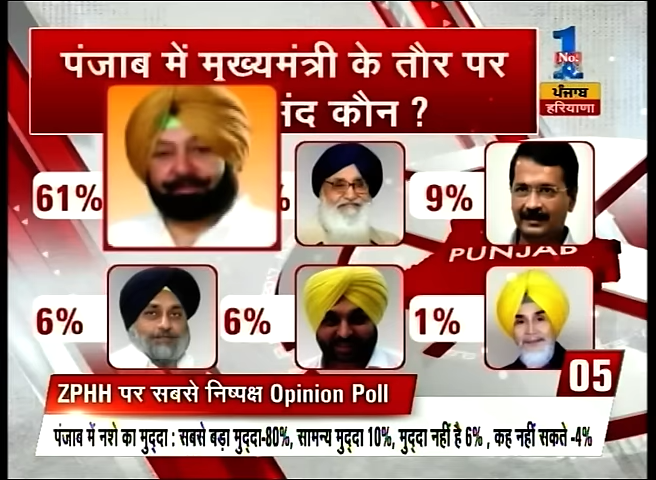 पंजाब में मुख्यमंत्री के तौर पर
कौन ?
No.
1
ਪੰਜਾਬ
हरियाणा
61%
%
9%
PUNJAB
6%
6%
1%
05
ZPHH पर सबसे निष्पक्ष Opinion Poll
पंजाब में नशे का मुद्दा : सबसे बड़ा मुद्दा-80%, सामन्य मुद्दा 10%, मुद्दा नहीं है 6% , कह नहीं सकते -4%